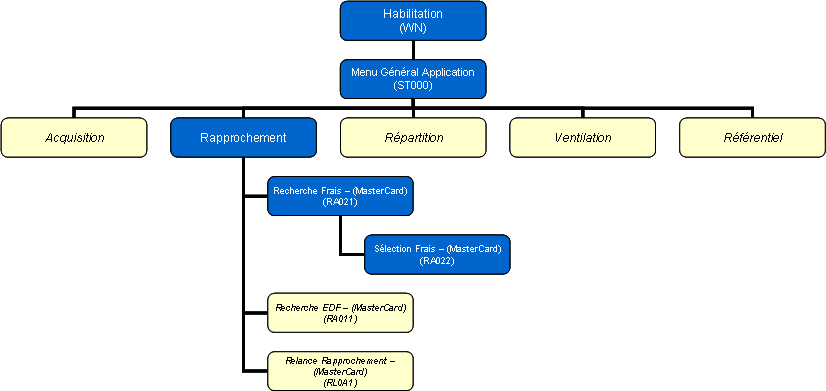 Habilitation
(WN)
Menu Général Application
(ST000)
Acquisition
Rapprochement
Répartition
Ventilation
Référentiel
Recherche Frais – (MasterCard)
(RA021)
Sélection Frais – (MasterCard)
(RA022)
Recherche EDF – (MasterCard)
(RA011)
Relance Rapprochement –
(MasterCard)
(RL0A1)